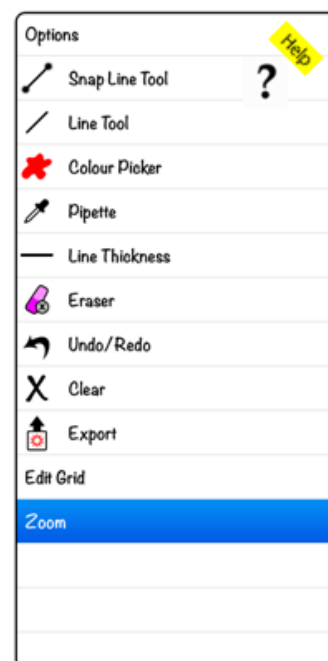 Options
Help
Snap Line Tool
?
Line Tool
Colour Picker
Pipette
Line Thickness
Eraser
Undo/Redo
Clear
Export
Edit Grid
Zoom